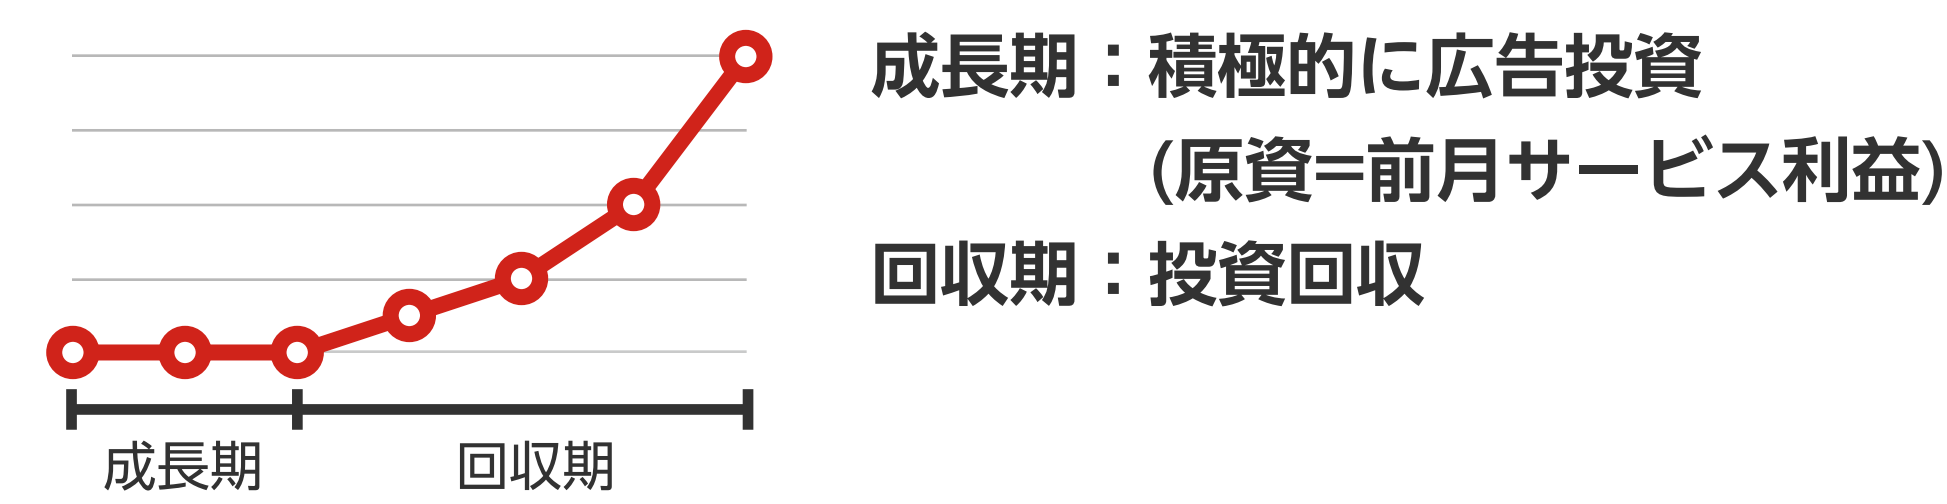 成長期：積極的に広告投資
(原資=前月サービス利益)
回収期：投資回収
成長期
回収期